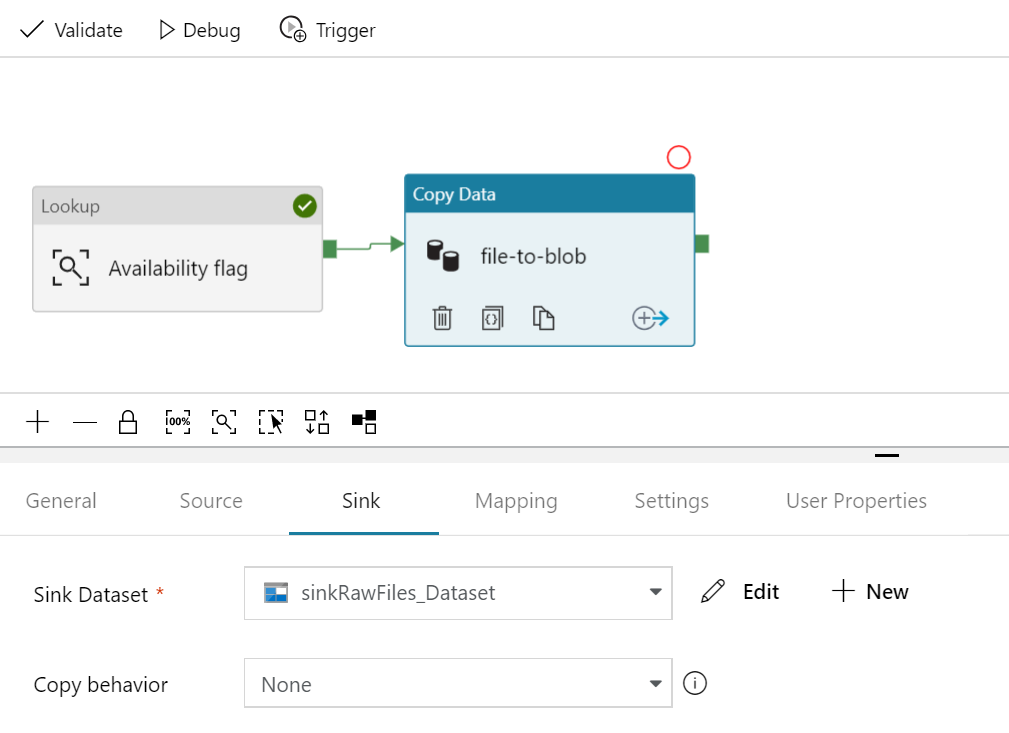 Validate Debug Trigger
Lookup
Availability flag
Copy Data
file-to-blob
100%
General Source Sink Mapping Settings User Properties
Sink Dataset * sinkRawFiles_Dataset Edit New
Copy behavior None